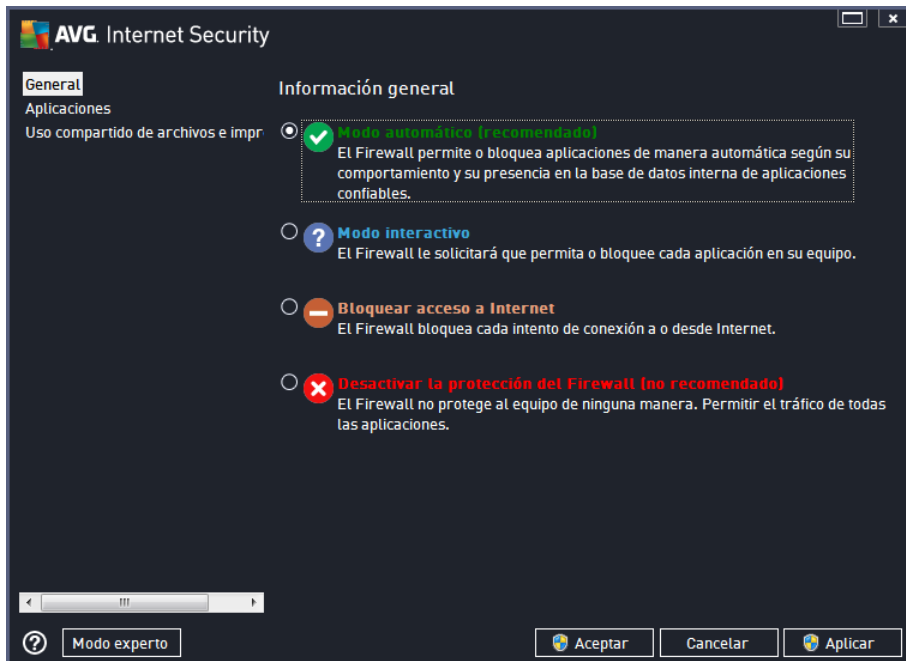 AVG. Internet Security
General
Aplicaciones
Uso compartido de archivos e impr
Información general
Modo automático (recomendado)
El Firewall permite o bloquea aplicaciones de manera automática según su
comportamiento y su presencia en la base de datos interna de aplicaciones
confiables.
Modo interactivo
El Firewall le solicitará que permita o bloquee cada aplicación en su equipo.
Bloquear acceso a Internet
El Firewall bloquea cada intento de conexión a o desde Internet.
Desactivar la protección del Firewall (no recomendado)
El Firewall no protege al equipo de ninguna manera. Permitir el tráfico de todas
las aplicaciones.
Modo experto
Aceptar
Cancelar
Aplicar